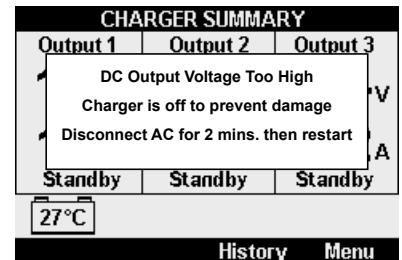 CHARGER SUMMARY
Output 1 Output 2 Output 3
DC Output Voltage Too High
Charger is off to prevent damage
V
Disconnect AC for 2 mins. then restart
A
Standby Standby Standby
27°C
History Menu